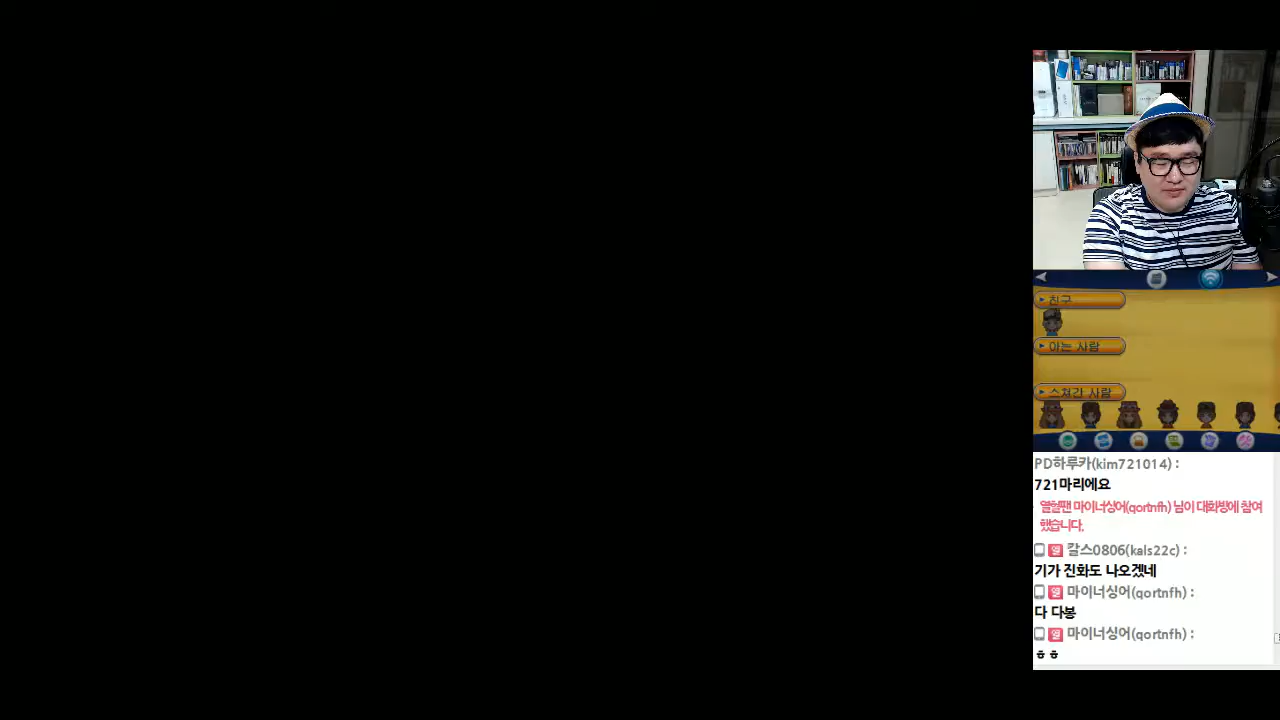 친구
아는 사람
스쳐간 사람
PD하루카(kim721014) :
721마리에요
열혈팬 마이너싱어(qortnfh) 님이 대화방에 참여
했습니다.
열 칼스0806(kals22c) :
기가 진화도 나오겠네
열 마이너싱어(qortnfh) :
다 다봉
열 마이너싱어(qortnfh) :
ㅎㅎ